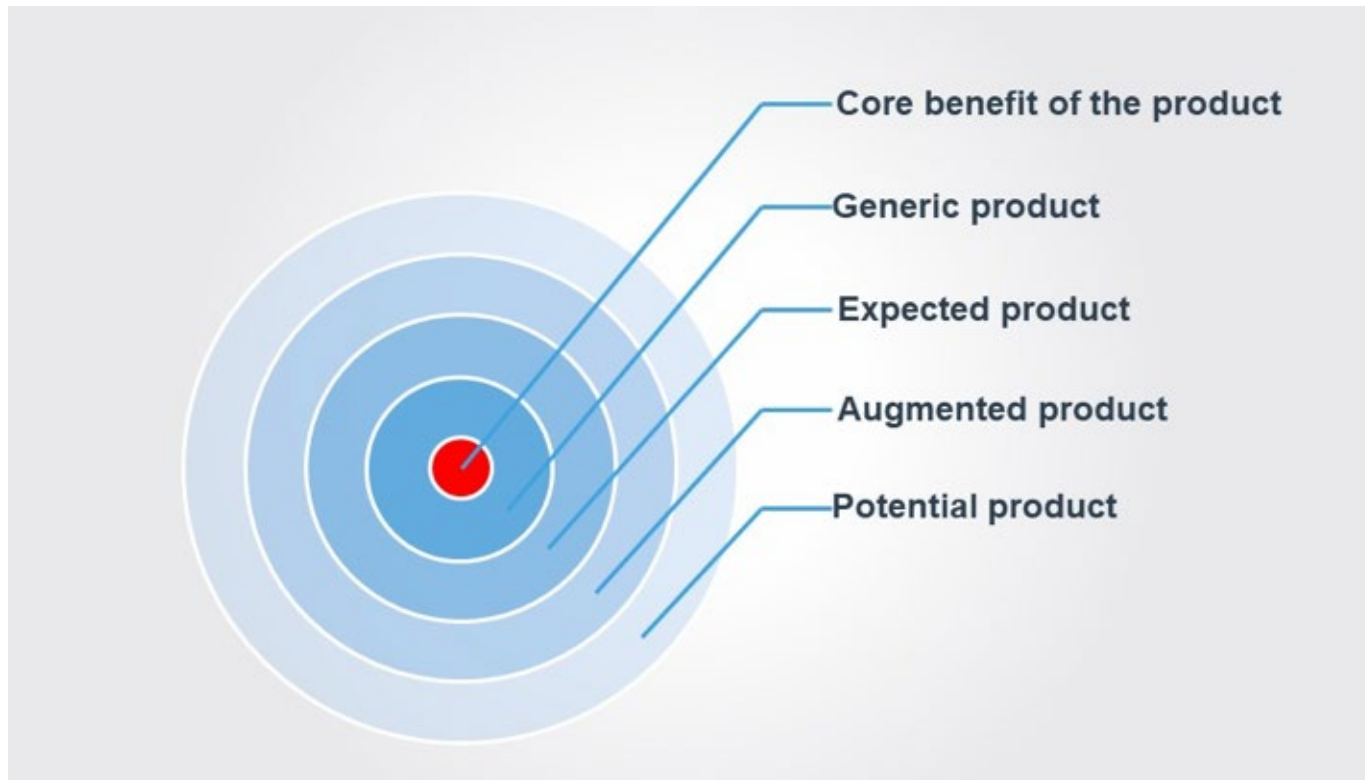 Core benefit of the product
Generic product
Expected product
Augmented product
Potential product